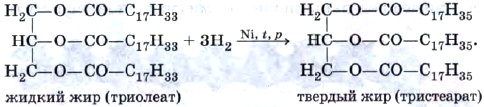 H₂C—O—CO—C₁₇H₃₃ H₂C—O—CO—C₁₇H₃₅
HC—O—CO—C₁₇H₃₃ + 3H₂ Ni, t, p → HC—O—CO—C₁₇H₃₅.
H₂C—O—CO—C₁₇H₃₃ H₂C—O—CO—C₁₇H₃₅
жидкий жир (триолеат) твердый жир (тристеарат)